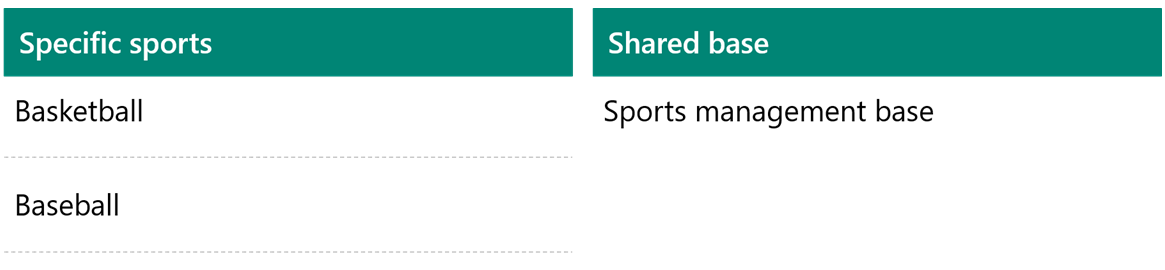 Specific sports
Basketball
Baseball
Shared base
Sports management base